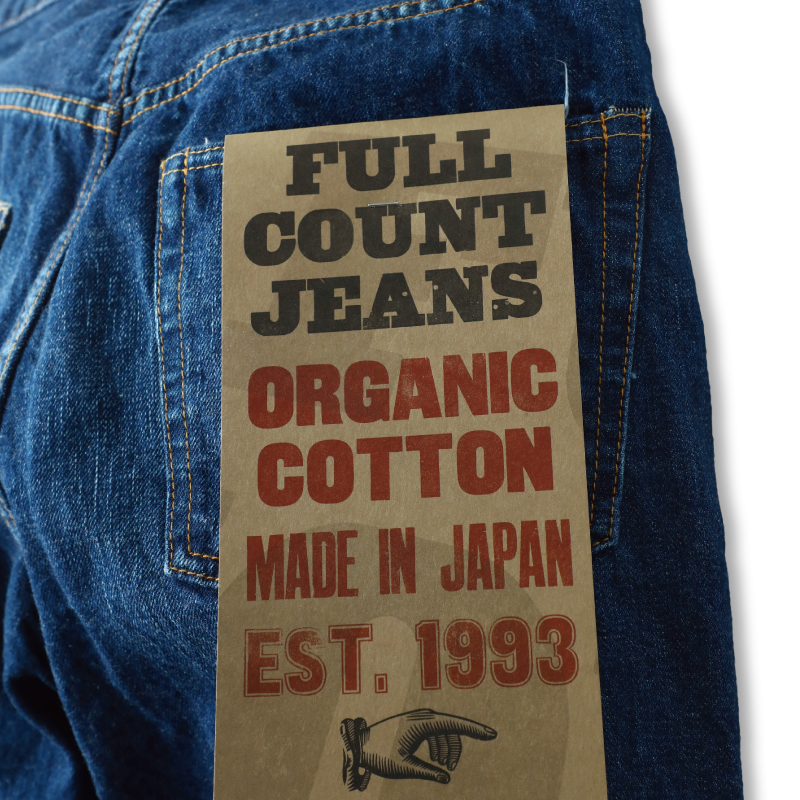 FULL
COUNT
JEANS
ORGANIC
COTTON
MADE IN JAPAN
EST. 1993